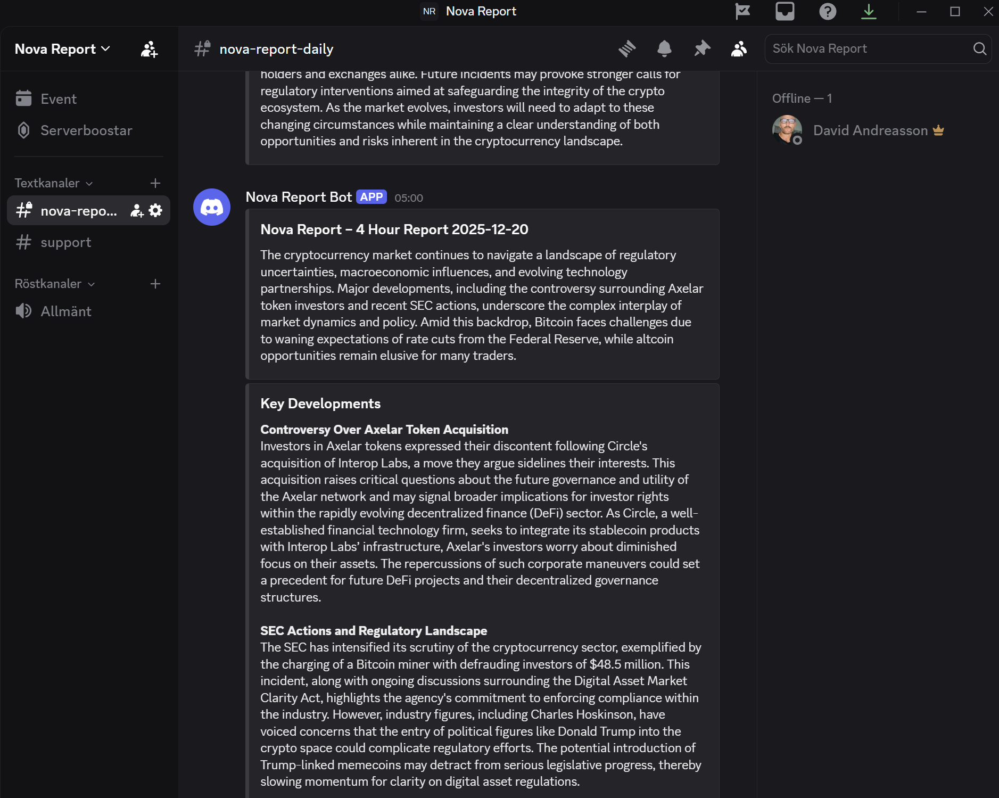 NR Nova Report
Nova Report
nova-report-daily
Sök Nova Report
Event
Serverboostar
Textkanaler
nova-repo...
support
Röstkanaler
Allmänt
holders and exchanges alike. Future incidents may provoke stronger calls for
regulatory interventions aimed at safeguarding the integrity of the crypto
ecosystem. As the market evolves, investors will need to adapt to these
changing circumstances while maintaining a clear understanding of both
opportunities and risks inherent in the cryptocurrency landscape.
Nova Report Bot APP 05:00
Nova Report – 4 Hour Report 2025-12-20
The cryptocurrency market continues to navigate a landscape of regulatory
uncertainties, macroeconomic influences, and evolving technology
partnerships. Major developments, including the controversy surrounding Axelar
token investors and recent SEC actions, underscore the complex interplay of
market dynamics and policy. Amid this backdrop, Bitcoin faces challenges due
to waning expectations of rate cuts from the Federal Reserve, while altcoin
opportunities remain elusive for many traders.
Key Developments
Controversy Over Axelar Token Acquisition
Investors in Axelar tokens expressed their discontent following Circle's
acquisition of Interop Labs, a move they argue sidelines their interests. This
acquisition raises critical questions about the future governance and utility of
the Axelar network and may signal broader implications for investor rights
within the rapidly evolving decentralized finance (DeFi) sector. As Circle, a well-
established financial technology firm, seeks to integrate its stablecoin products
with Interop Labs’ infrastructure, Axelar's investors worry about diminished
focus on their assets. The repercussions of such corporate maneuvers could set
a precedent for future DeFi projects and their decentralized governance
structures.
SEC Actions and Regulatory Landscape
The SEC has intensified its scrutiny of the cryptocurrency sector, exemplified by
the charging of a Bitcoin miner with defrauding investors of $48.5 million. This
incident, along with ongoing discussions surrounding the Digital Asset Market
Clarity Act, highlights the agency's commitment to enforcing compliance within
the industry. However, industry figures, including Charles Hoskinson, have
voiced concerns that the entry of political figures like Donald Trump into the
crypto space could complicate regulatory efforts. The potential introduction of
Trump-linked memecoins may detract from serious legislative progress, thereby
slowing momentum for clarity on digital asset regulations.
Offline — 1
David Andreasson